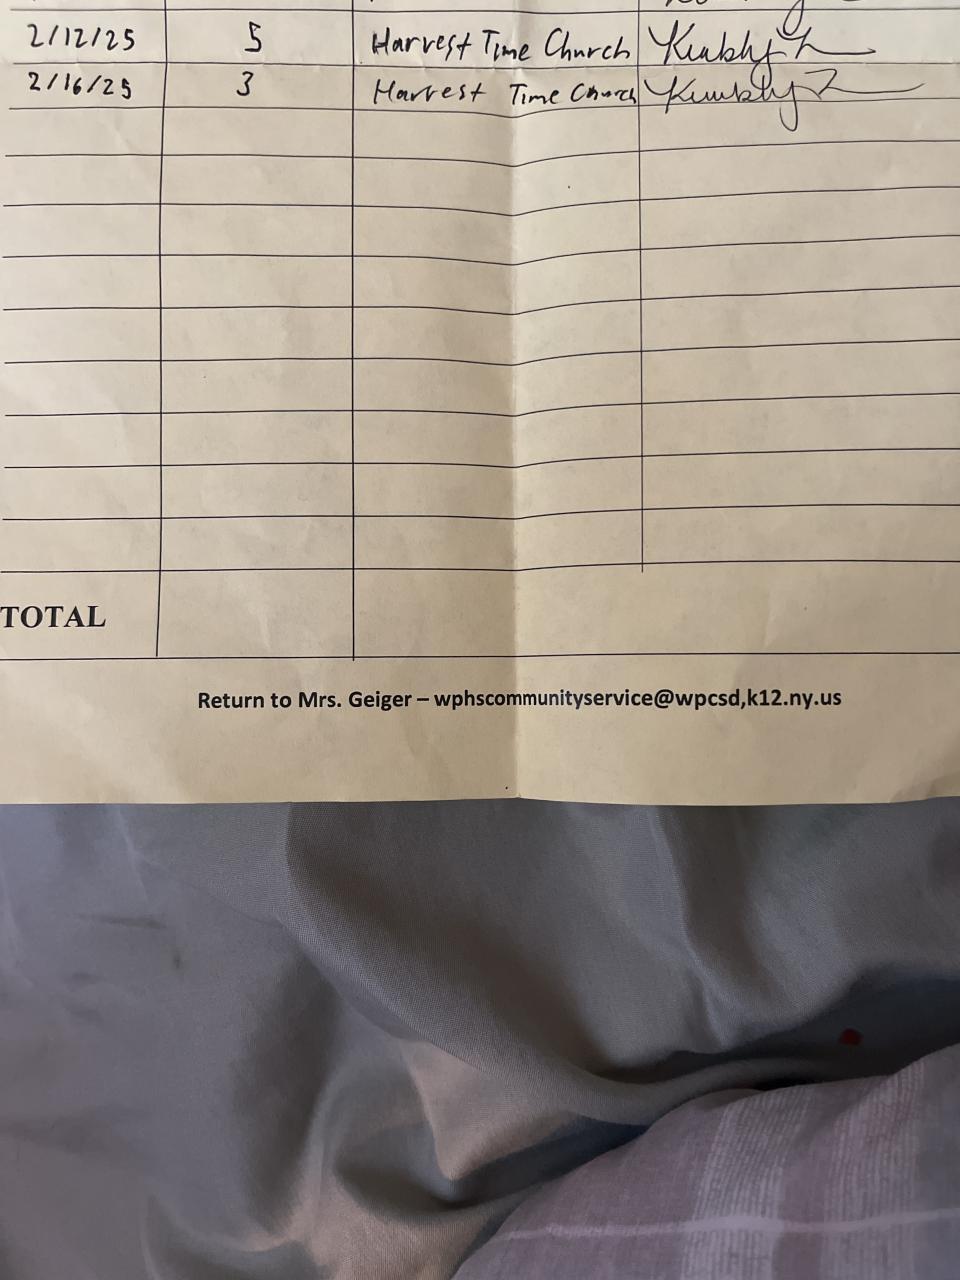 2/12/25 5 Harvest Time Church
2/16/25 3 Harvest Time Church
TOTAL
Return to Mrs. Geiger – wphscommunityservice@wpcsd,k12.ny.us